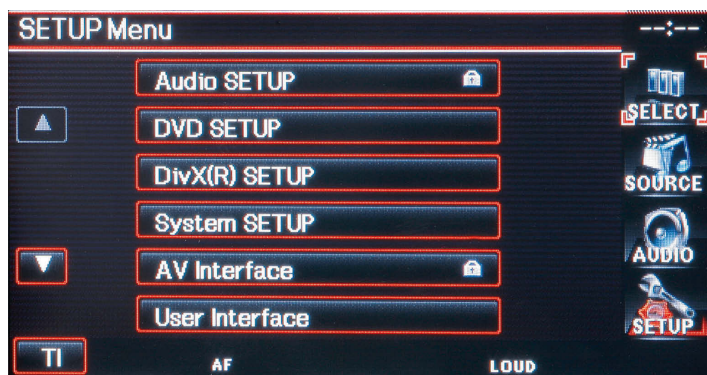 SETUP Menu
--:--
Audio SETUP
SELECT
DVD SETUP
DivX(R) SETUP
SOURCE
System SETUP
AUDIO
AV Interface
User Interface
SETUP
TI
AF
LOUD